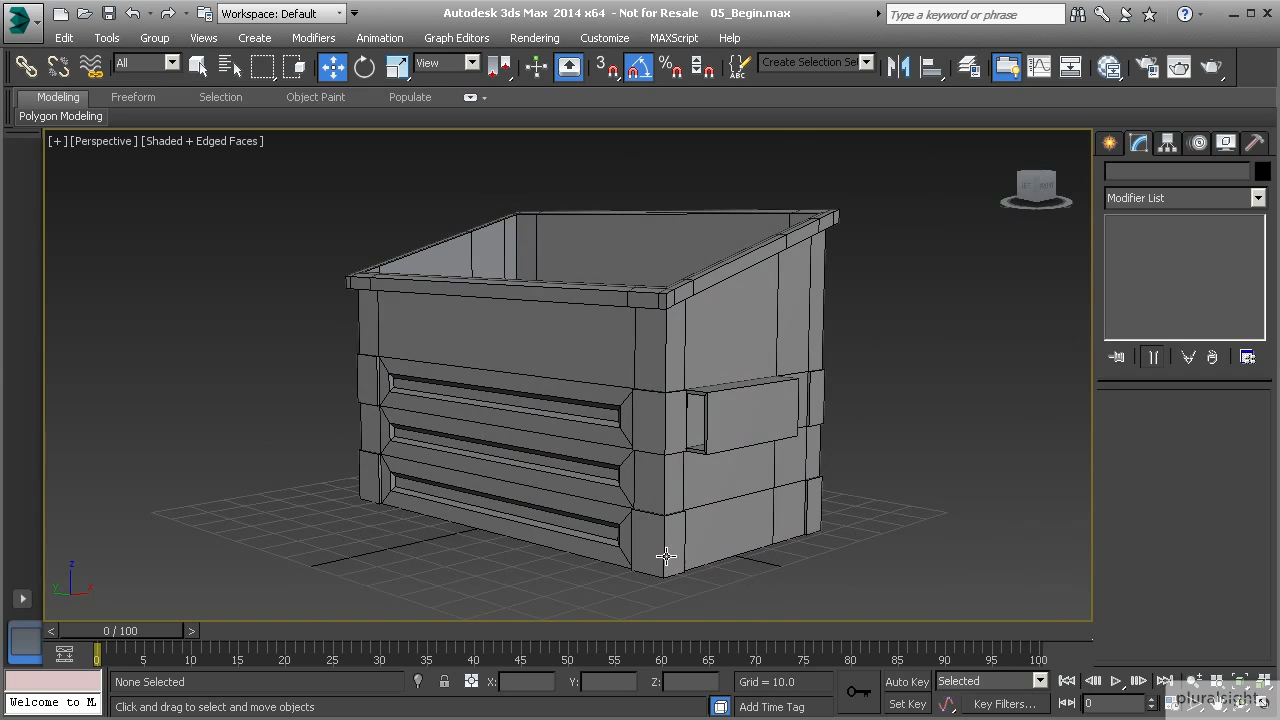 Workspace: Default
Autodesk 3ds Max 2014 x64 - Not for Resale 05_Begin.max
Type a keyword or phrase
Edit Tools Group Views Create Modifiers Animation Graph Editors Rendering Customize MAXScript Help
All
View
3
Create Selection Se
Modeling Freeform Selection Object Paint Populate
Polygon Modeling
[+] [Perspective] [Shaded + Edged Faces]
Modifier List
z
x
y
< 0 / 100 >
0 5 10 15 20 25 30 35 40 45 50 55 60 65 70 75 80 85 90 95 100
None Selected X: Y: Z: Grid = 10.0 Auto Key Selected
Welcome to M Click and drag to select and move objects Add Time Tag Set Key Key Filters... 0
pluralsight